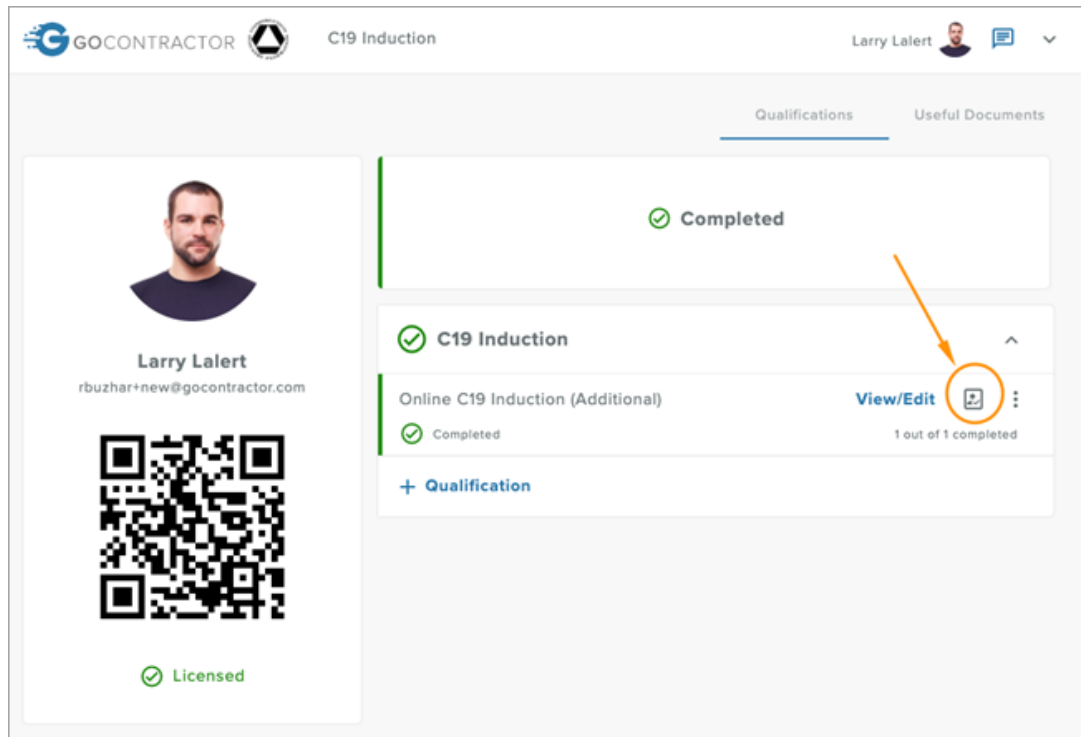 GOCONTRACTOR
C19 Induction
Larry Lalert
Qualifications
Useful Documents
Completed
Larry Lalert
rbuzhar+new@gocontractor.com
Licensed
C19 Induction
Online C19 Induction (Additional)
View/Edit
Completed
1 out of 1 completed
+ Qualification